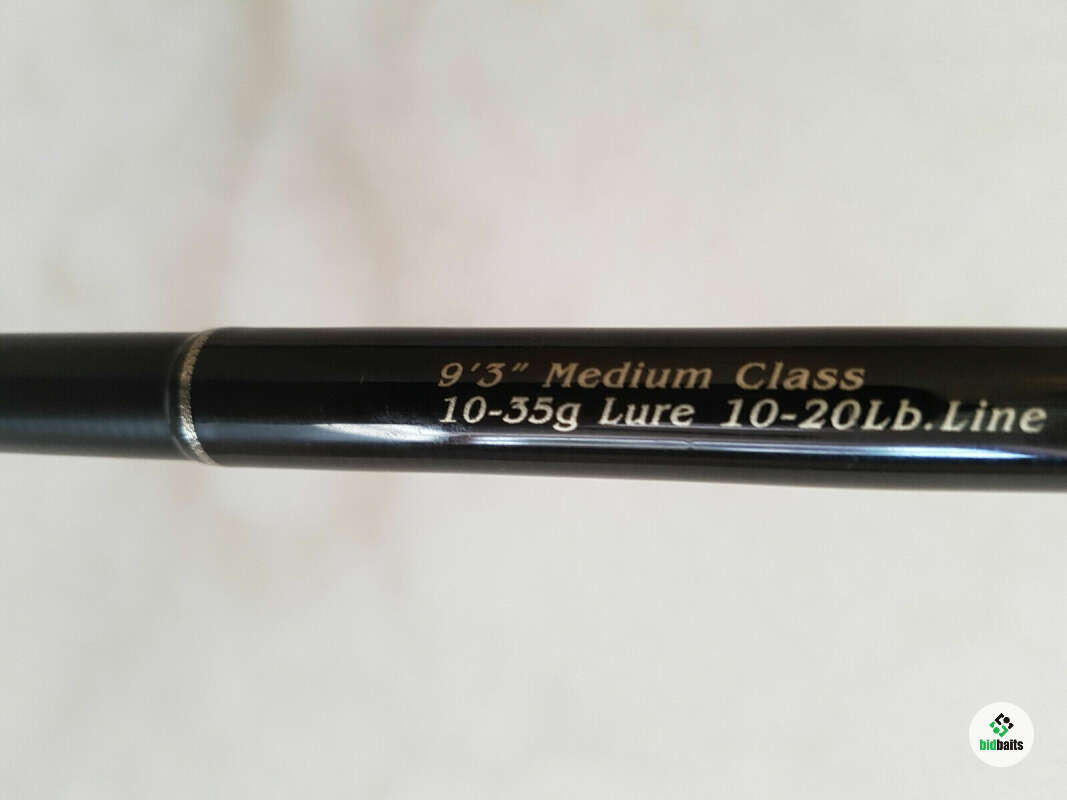 9'3" Medium Class
10-35g Lure 10-20Lb.Line
bidbaits